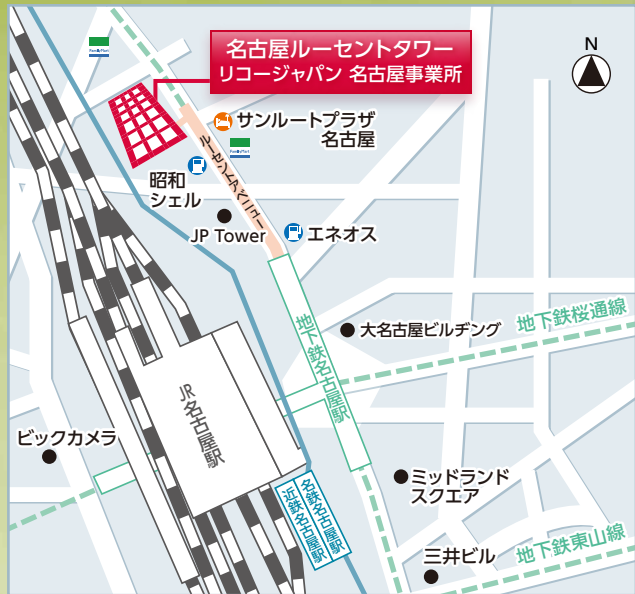 FamilyMart
名古屋ルーセントタワー
リコージャパン 名古屋事業所
N
サンルートプラザ
名古屋
FamilyMart
ルーセントアベニュー
昭和
シェル
JP Tower
エネオス
地下鉄名古屋駅
大名古屋ビルヂング
地下鉄桜通線
JR名古屋駅
ビックカメラ
ミッドランド
スクエア
名鉄名古屋駅
近鉄名古屋駅
三井ビル
地下鉄東山線